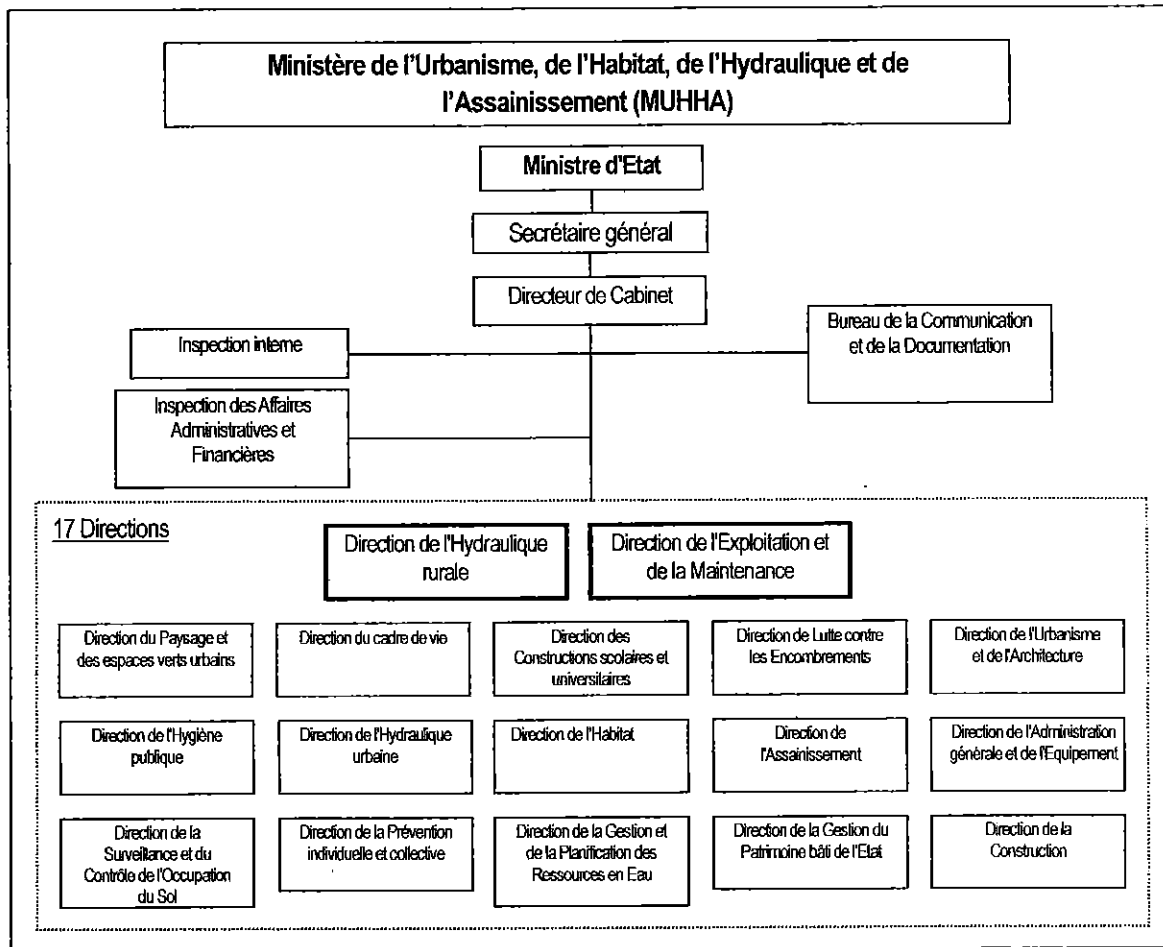 Ministère de l'Urbanisme, de l'Habitat, de l'Hydraulique et de
l'Assainissement (MUHHA)
Ministre d'Etat
Secrétaire général
Directeur de Cabinet
Bureau de la Communication
et de la Documentation
Inspection interne
Inspection des Affaires
Administratives et
Financières
17 Directions
Direction de l'Hydraulique
rurale
Direction de l'Exploitation et
de la Maintenance
Direction du Paysage et
des espaces verts urbains
Direction du cadre de vie
Direction des
Constructions scolaires et
universitaires
Direction de Lutte contre
les Encombrements
Direction de l'Urbanisme
et de l'Architecture
Direction de l'Hygiène
publique
Direction de l'Hydraulique
urbaine
Direction de l'Habitat
Direction de
l'Assainissement
Direction de l'Administration
générale et de l'Equipement
Direction de la
Surveillance et du
Contrôle de l'Occupation
du Sol
Direction de la Prévention
individuelle et collective
Direction de la Gestion et
de la Planification des
Ressources en Eau
Direction de la Gestion du
Patrimoine bâti de l'Etat
Direction de la
Construction